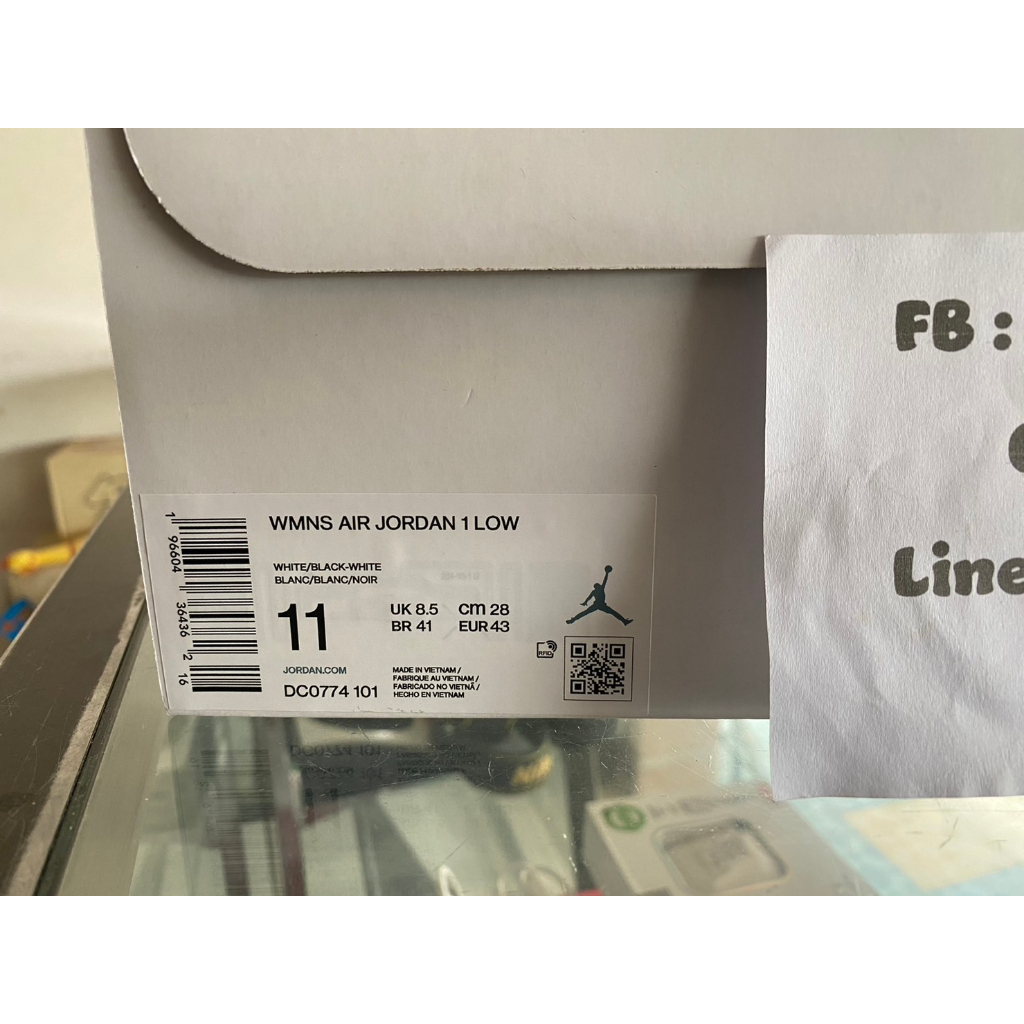 FB :
Line
WMNS AIR JORDAN 1 LOW
WHITE/BLACK-WHITE
BLANC/BLANC/NOIR
11
UK 8.5 cm 28
BR 41 EUR 43
JORDAN.COM
DC0774 101
MADE IN VIETNAM /
FABRIQUE AU VIETNAM /
FABRICADO NO VIETNÃ /
HECHO EN VIETNAM
RFID
1 96604 36436 2 16